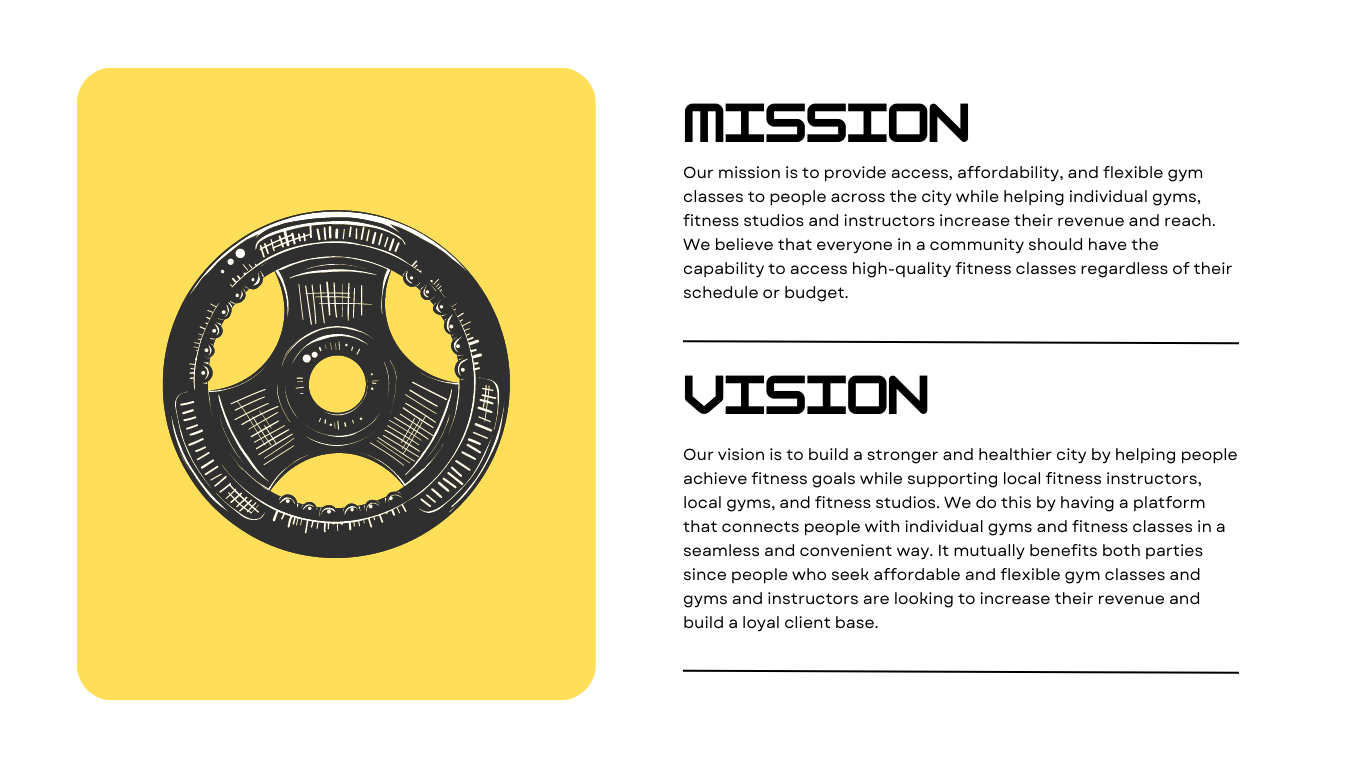 MISSION
Our mission is to provide access, affordability, and flexible gym
classes to people across the city while helping individual gyms,
fitness studios and instructors increase their revenue and reach.
We believe that everyone in a community should have the
capability to access high-quality fitness classes regardless of their
schedule or budget.
VISION
Our vision is to build a stronger and healthier city by helping people
achieve fitness goals while supporting local fitness instructors,
local gyms, and fitness studios. We do this by having a platform
that connects people with individual gyms and fitness classes in a
seamless and convenient way. It mutually benefits both parties
since people who seek affordable and flexible gym classes and
gyms and instructors are looking to increase their revenue and
build a loyal client base.